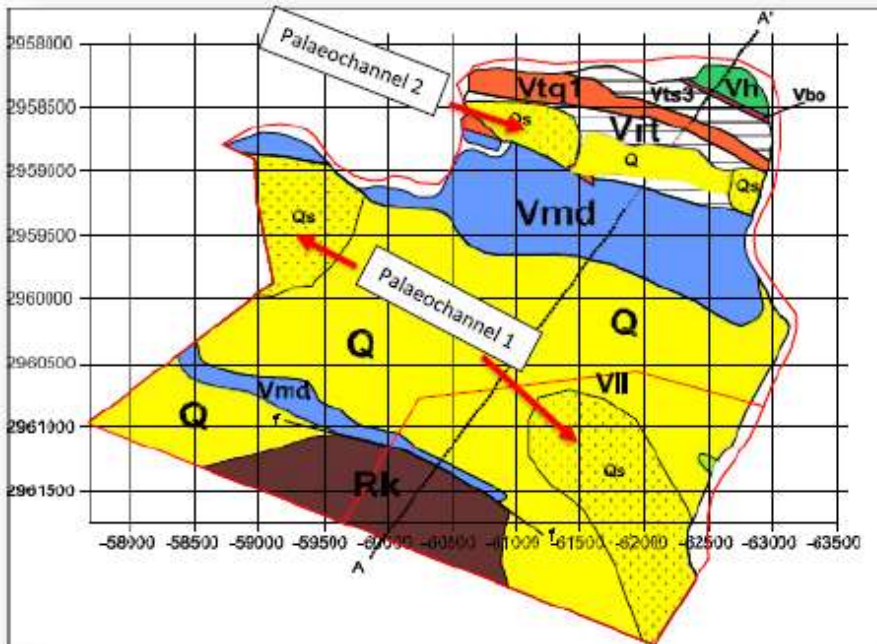 2958000
2958500
2959000
2959500
2960000
2960500
2961000
2961500
Palaeochannel 2
A'
Vtq1
Vts3
Vh
Vbo
Qs
Vrt
Q
Qs
Vmd
Qs
Palaeochannel 1
Q
Q
Vll
Vmd
Q
f
Rk
Qs
f
A
-58000
-58500
-59000
-59500
-60000
-60500
-61000
-61500
-62000
-62500
-63000
-63500